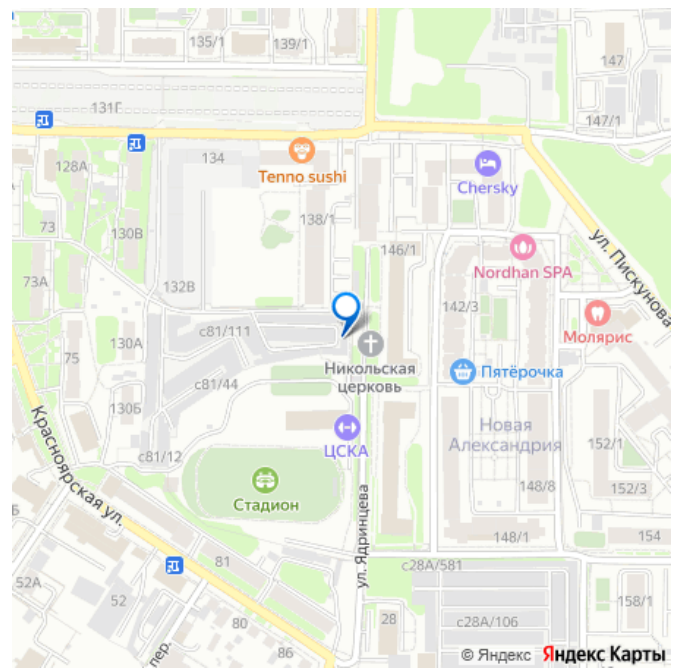 135/1
139/1
147
131Г
147/1
128А
134
Tenno sushi
Chersky
73
130В
138/1
146/1
ул. Пискунова
Nordhan SPA
73А
132В
142/3
с81/111
Молярис
75
130А
Никольская
церковь
с81/44
Пятёрочка
130Б
ЦСКА
Новая
Александрия
152/1
Красноярская ул.
с81/12
Стадион
148/8
152/3
148/1
154
Б
81
ул. Ядринцева
с28А/581
52А
52
80
28
с28А/106
158/1
пер.
86
© Яндекс Яндекс Карты